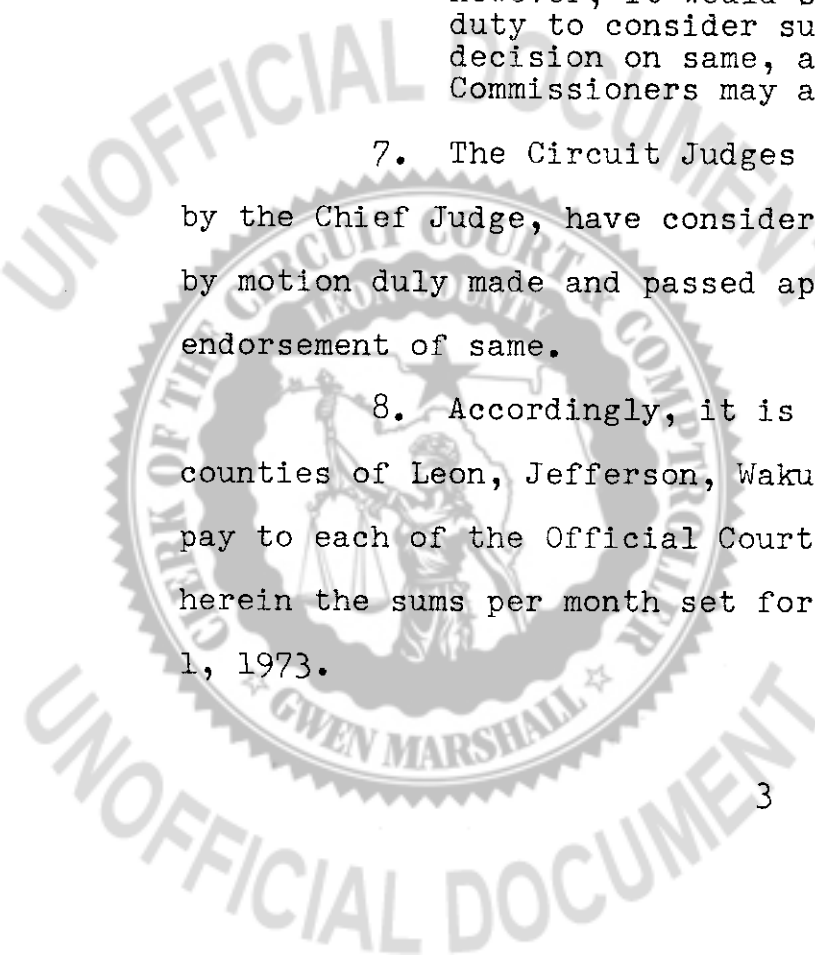 duty to consider su
decision on same, a
Commissioners may a
7. The Circuit Judges
by the Chief Judge, have consider
by motion duly made and passed ap
endorsement of same.
8. Accordingly, it is
counties of Leon, Jefferson, Waku
pay to each of the Official Court
herein the sums per month set for
1, 1973.
3
UNOFFICIAL DOCUMENT
CLERK OF THE CIRCUIT COURT & COMPTROLLER
LEON COUNTY
GWEN MARSHALL
UNOFFICIAL DOCUMENT